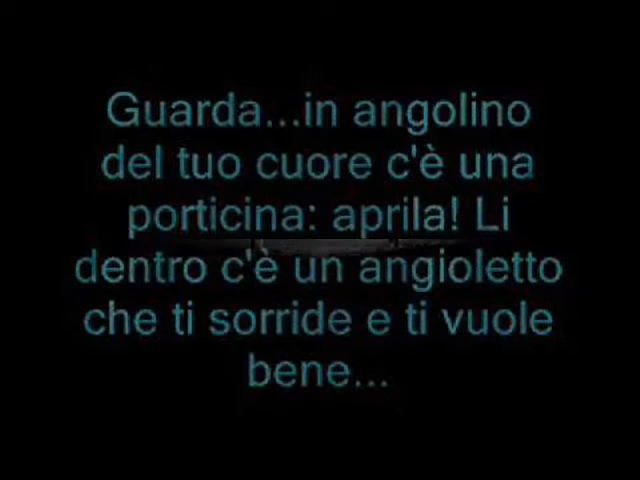 Guarda...in angolino
del tuo cuore c'è una
porticina: aprila! Li
dentro c'è un angioletto
che ti sorride e ti vuole
bene...